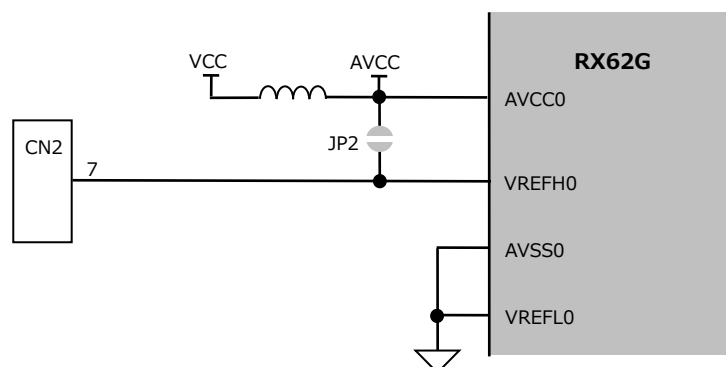 VCC
AVCC
RX62G
AVCC0
CN2
JP2
7
VREFH0
AVSS0
VREFL0